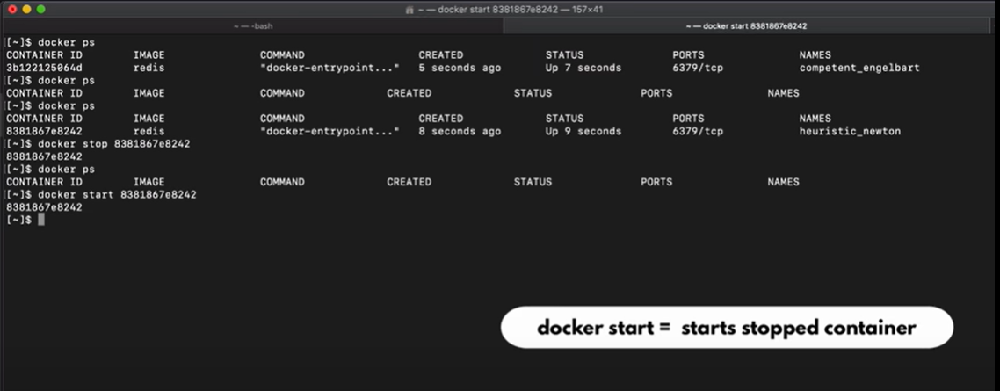 ~ — docker start 8381867e8242 — 157×41
~ — -bash
~ — docker start 8381867e8242
[~]$ docker ps
CONTAINER ID IMAGE COMMAND CREATED STATUS PORTS NAMES
3b122125064d redis "docker-entrypoint..." 5 seconds ago Up 7 seconds 6379/tcp competent_engelbart
[~]$ docker ps
CONTAINER ID IMAGE COMMAND CREATED STATUS PORTS NAMES
[~]$ docker ps
CONTAINER ID IMAGE COMMAND CREATED STATUS PORTS NAMES
8381867e8242 redis "docker-entrypoint..." 8 seconds ago Up 9 seconds 6379/tcp heuristic_newton
[~]$ docker stop 8381867e8242
8381867e8242
[~]$ docker ps
CONTAINER ID IMAGE COMMAND CREATED STATUS PORTS NAMES
[~]$ docker start 8381867e8242
8381867e8242
[~]$
docker start = starts stopped container